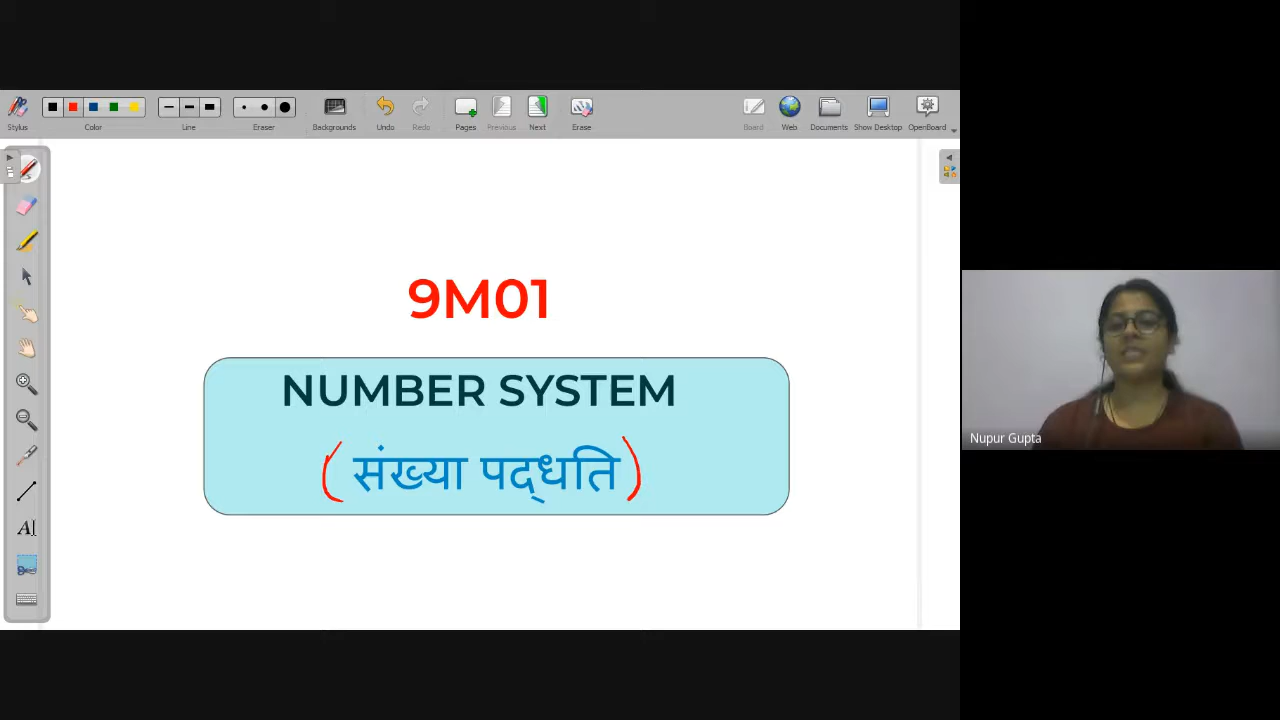 Stylus Color Line Eraser Backgrounds Undo Redo Pages Previous Next Erase Board Web Documents Show Desktop OpenBoard
9M01
NUMBER SYSTEM
(संख्या पद्धति)
Nupur Gupta